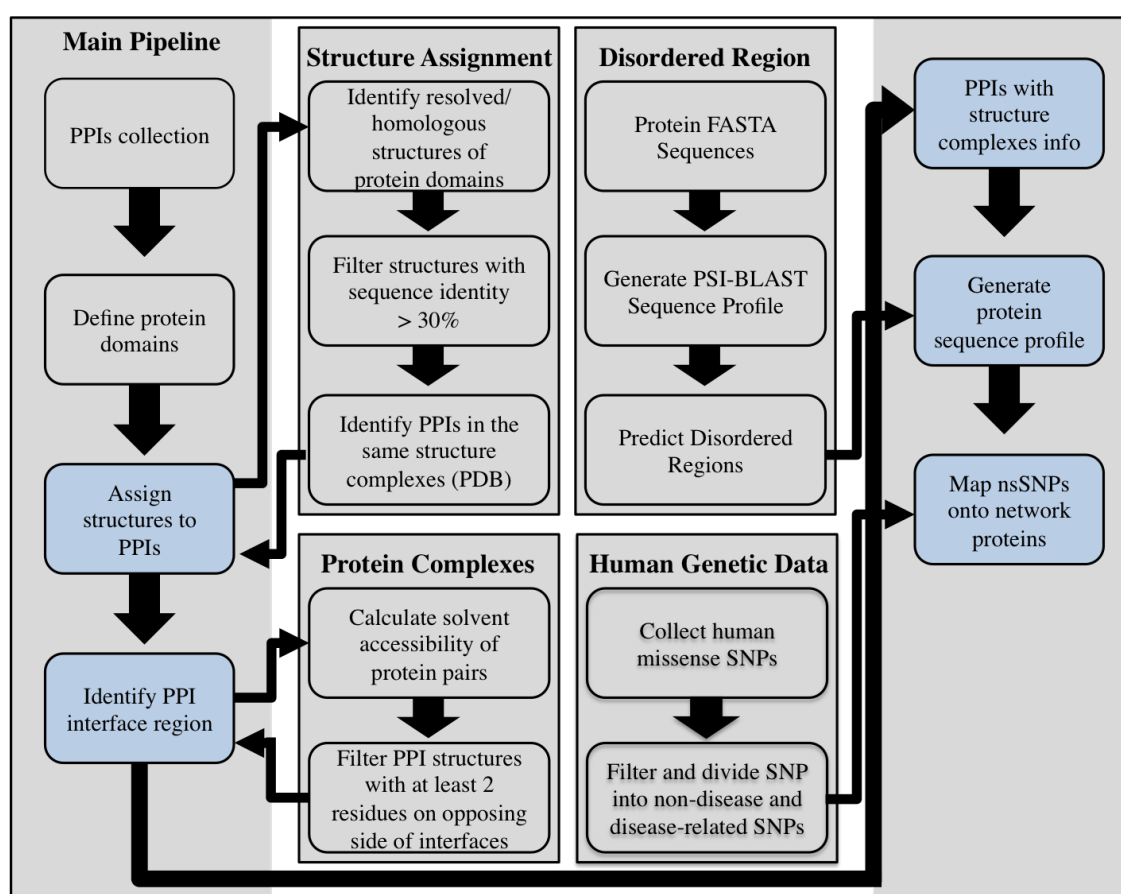 Main Pipeline
PPIs collection
Define protein
domains
Assign
structures to
PPIs
Identify PPI
interface region
Structure Assignment
Identify resolved/
homologous
structures of
protein domains
Filter structures with
sequence identity
> 30%
Identify PPIs in the
same structure
complexes (PDB)
Protein Complexes
Calculate solvent
accessibility of
protein pairs
Filter PPI structures
with at least 2
residues on opposing
side of interfaces
Disordered Region
Protein FASTA
Sequences
Generate PSI-BLAST
Sequence Profile
Predict Disordered
Regions
Human Genetic Data
Collect human
missense SNPs
Filter and divide SNP
into non-disease and
disease-related SNPs
PPIs with
structure
complexes info
Generate
protein
sequence profile
Map nsSNPs
onto network
proteins